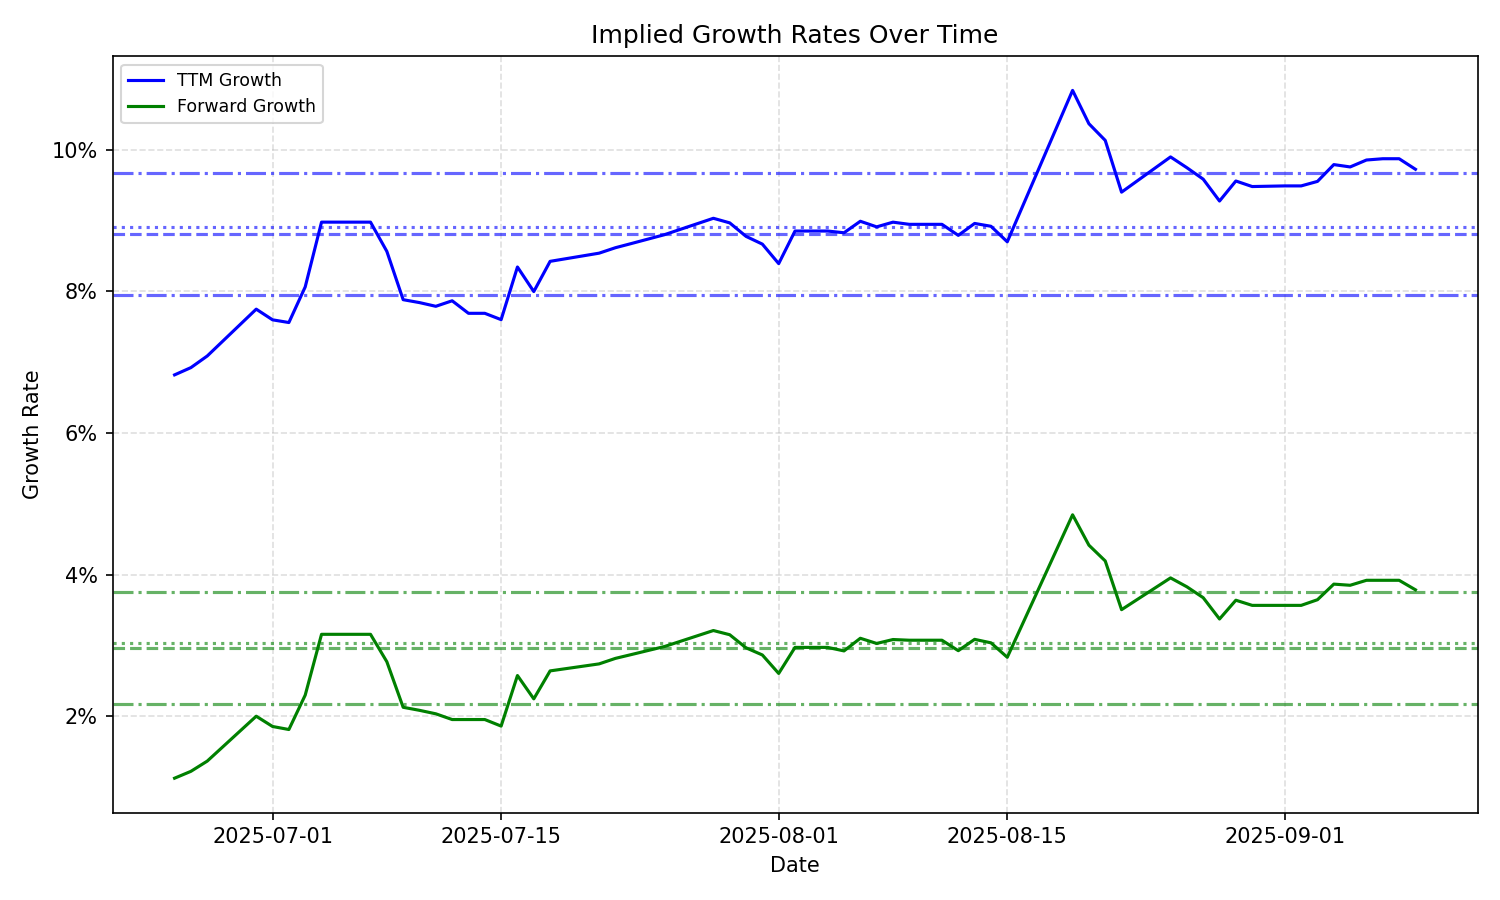 Implied Growth Rates Over Time
TTM Growth
Forward Growth
10%
8%
6%
4%
2%
Growth Rate
2025-07-01
2025-07-15
2025-08-01
2025-08-15
2025-09-01
Date